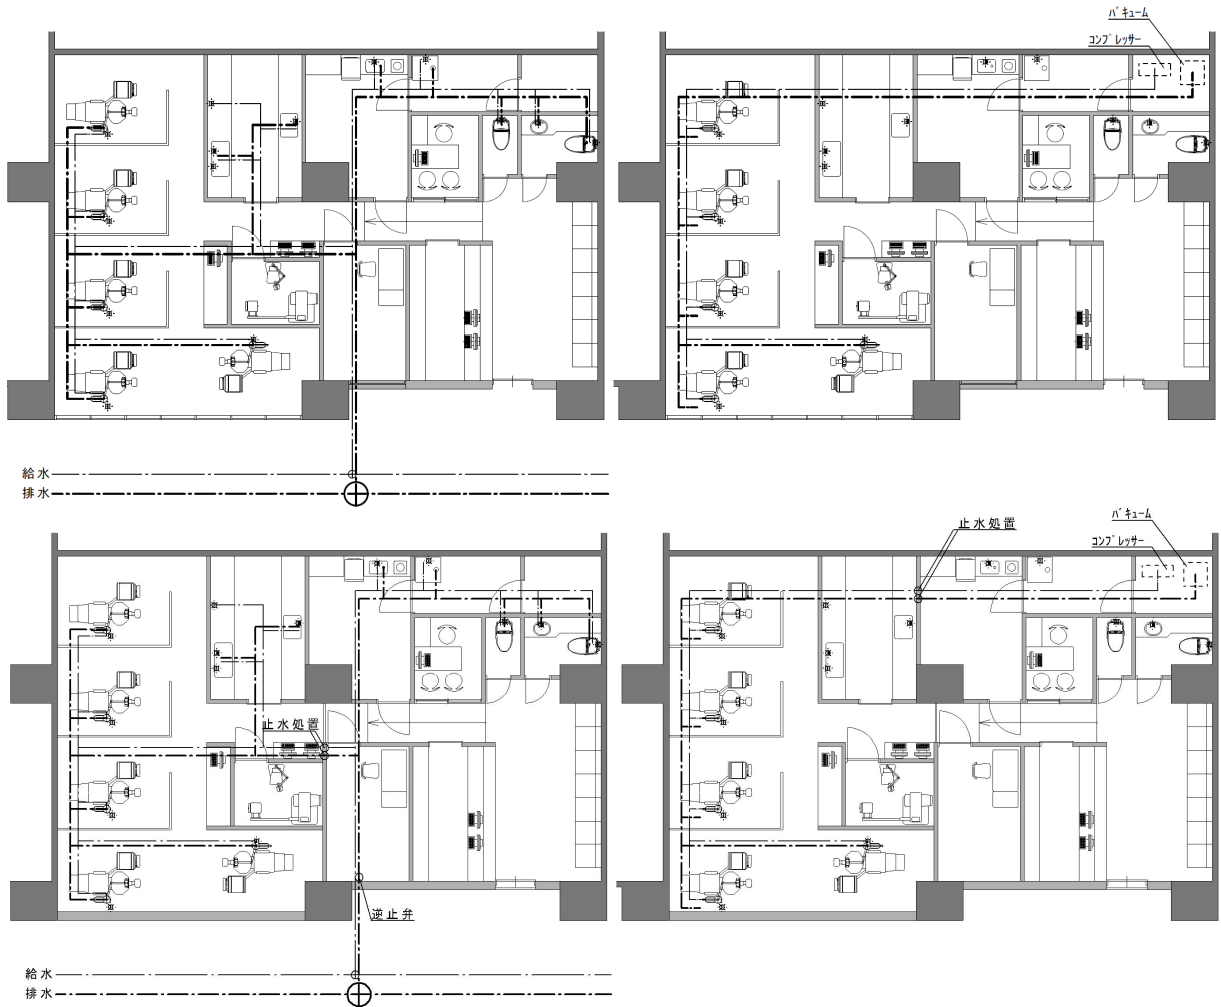 バキューム
コンプレッサー
給水
排水
止水処置
バキューム
コンプレッサー
止水処置
逆止弁
給水
排水